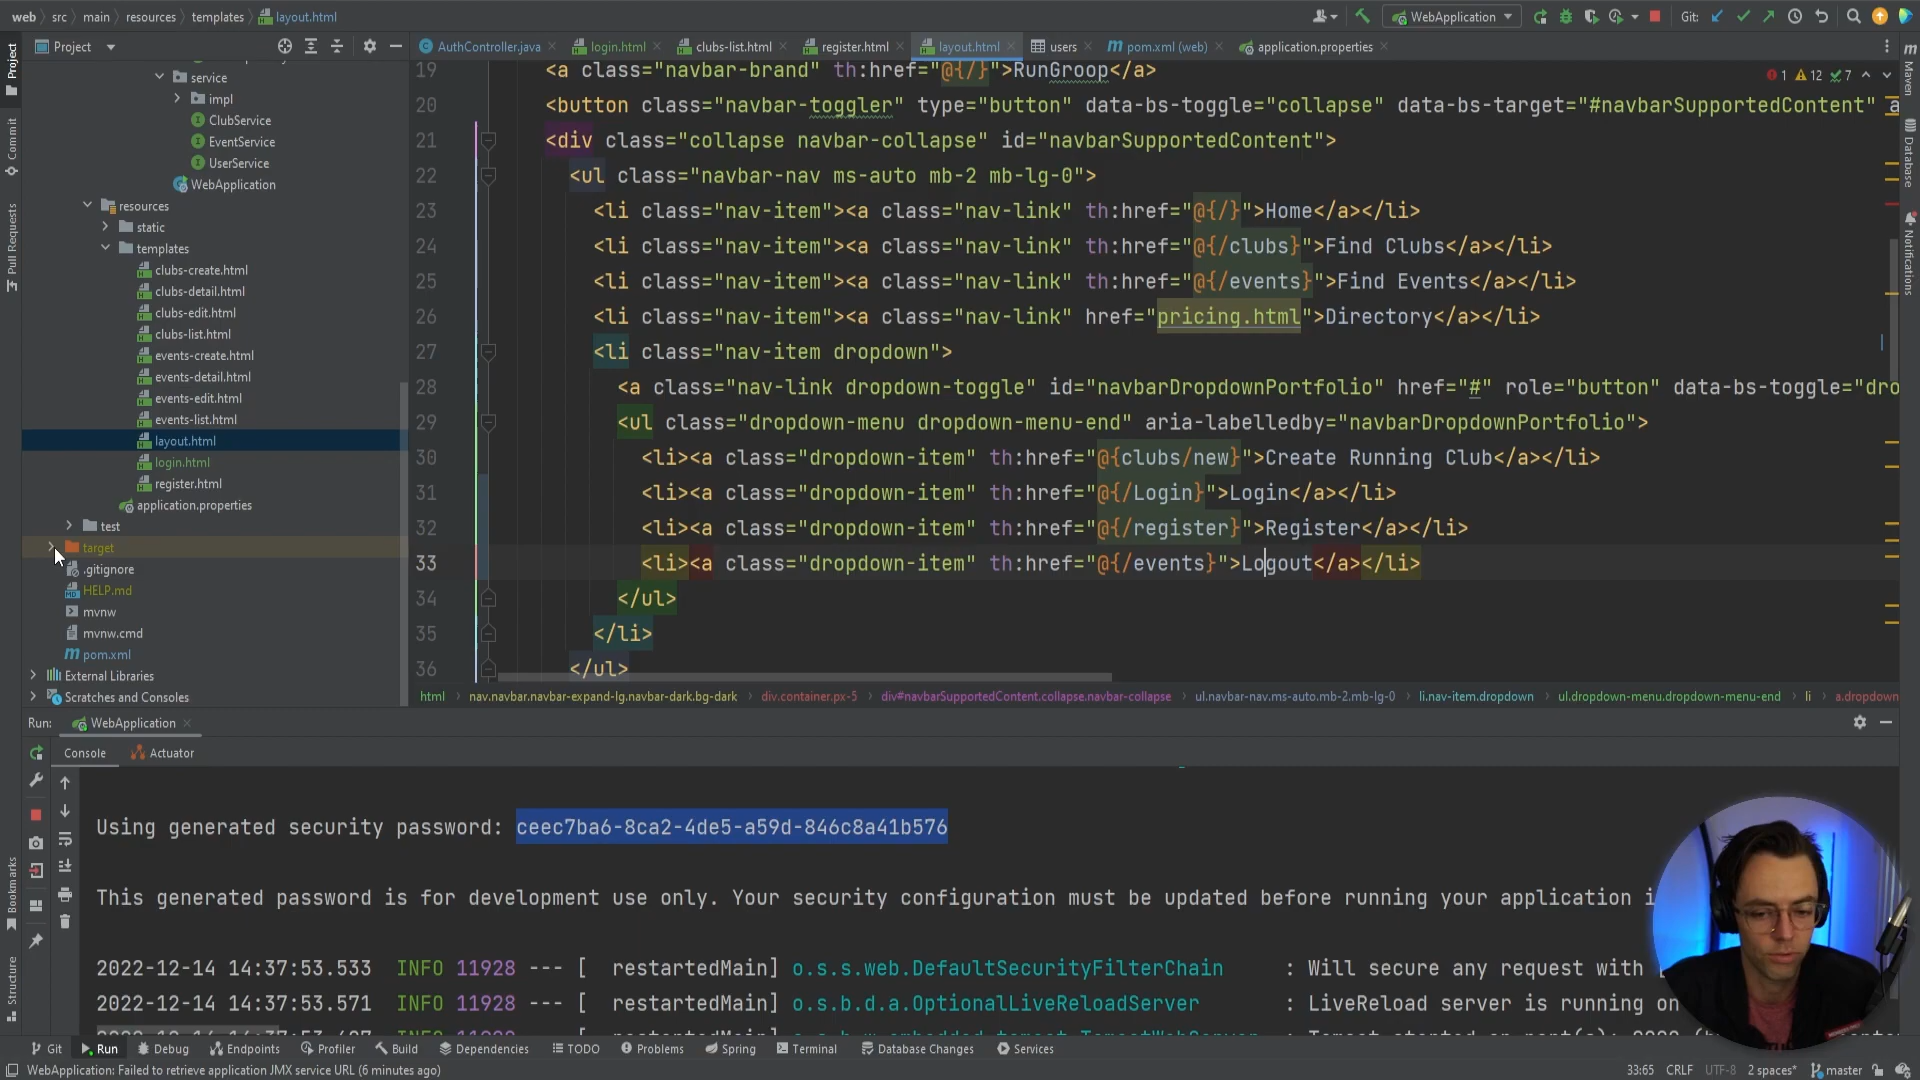 web src main resources templates layout.html WebApplication Git:
Project AuthController.java login.html clubs-list.html register.html layout.html users pom.xml (web) application.properties
service
impl
ClubService
EventService
UserService
WebApplication
resources
static
templates
clubs-create.html
clubs-detail.html
clubs-edit.html
clubs-list.html
events-create.html
events-detail.html
events-edit.html
events-list.html
layout.html
login.html
register.html
application.properties
test
target
.gitignore
HELP.md
mvnw
mvnw.cmd
pom.xml
External Libraries
Scratches and Consoles
1 12 7
19 <a class="navbar-brand" th:href="@{/}">RunGroop</a>
20 <button class="navbar-toggler" type="button" data-bs-toggle="collapse" data-bs-target="#navbarSupportedContent" a
21 <div class="collapse navbar-collapse" id="navbarSupportedContent">
22 <ul class="navbar-nav ms-auto mb-2 mb-lg-0">
23 <li class="nav-item"><a class="nav-link" th:href="@{/}">Home</a></li>
24 <li class="nav-item"><a class="nav-link" th:href="@{/clubs}">Find Clubs</a></li>
25 <li class="nav-item"><a class="nav-link" th:href="@{/events}">Find Events</a></li>
26 <li class="nav-item"><a class="nav-link" href="pricing.html">Directory</a></li>
27 <li class="nav-item dropdown">
28 <a class="nav-link dropdown-toggle" id="navbarDropdownPortfolio" href="#" role="button" data-bs-toggle="dro
29 <ul class="dropdown-menu dropdown-menu-end" aria-labelledby="navbarDropdownPortfolio">
30 <li><a class="dropdown-item" th:href="@{clubs/new}">Create Running Club</a></li>
31 <li><a class="dropdown-item" th:href="@{/Login}">Login</a></li>
32 <li><a class="dropdown-item" th:href="@{/register}">Register</a></li>
33 <li><a class="dropdown-item" th:href="@{/events}">Logout</a></li>
34 </ul>
35 </li>
36 </ul>
html nav.navbar.navbar-expand-lg.navbar-dark.bg-dark div.container.px-5 div#navbarSupportedContent.collapse.navbar-collapse ul.navbar-nav.ms-auto.mb-2.mb-lg-0 li.nav-item.dropdown ul.dropdown-menu.dropdown-menu-end li a.dropdown
Run: WebApplication
Console Actuator
Using generated security password: ceec7ba6-8ca2-4de5-a59d-846c8a41b576
This generated password is for development use only. Your security configuration must be updated before running your application i
2022-12-14 14:37:53.533 INFO 11928 --- [ restartedMain] o.s.s.web.DefaultSecurityFilterChain : Will secure any request with [
2022-12-14 14:37:53.571 INFO 11928 --- [ restartedMain] o.s.b.d.a.OptionalLiveReloadServer : LiveReload server is running on
Git Run Debug Endpoints Profiler Build Dependencies TODO Problems Spring Terminal Database Changes Services
WebApplication: Failed to retrieve application JMX service URL (6 minutes ago) 33:65 CRLF UTF-8 2 spaces* master
Project
Commit
Pull Requests
Bookmarks
Structure
Maven
Database
Notifications